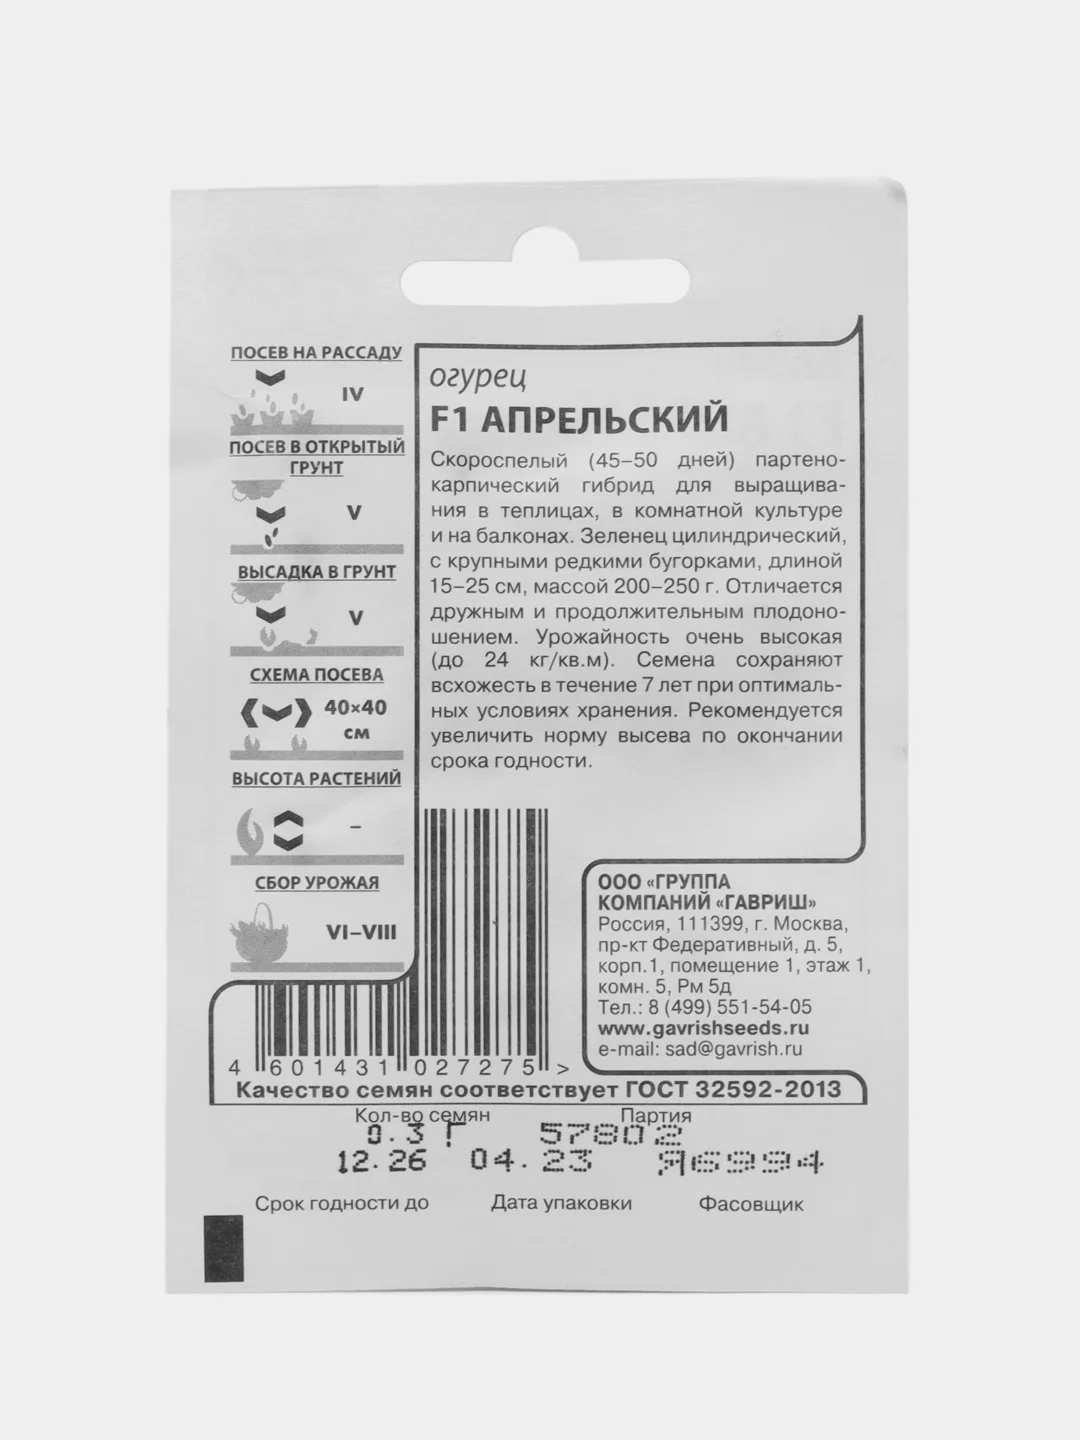 ПОСЕВ НА РАССАДУ
IV
ПОСЕВ В ОТКРЫТЫЙ
ГРУНТ
V
ВЫСАДКА В ГРУНТ
V
СХЕМА ПОСЕВА
40×40
см
ВЫСОТА РАСТЕНИЙ
–
СБОР УРОЖАЯ
VI–VIII
огурец
F1 АПРЕЛЬСКИЙ
Скороспелый (45–50 дней) партено-
карпический гибрид для выращива-
ния в теплицах, в комнатной культуре
и на балконах. Зеленец цилиндрический,
с крупными редкими бугорками, длиной
15–25 см, массой 200–250 г. Отличается
дружным и продолжительным плодоно-
шением. Урожайность очень высокая
(до 24 кг/кв.м). Семена сохраняют
всхожесть в течение 7 лет при оптималь-
ных условиях хранения. Рекомендуется
увеличить норму высева по окончании
срока годности.
ООО «ГРУППА
КОМПАНИЙ «ГАВРИШ»
Россия, 111399, г. Москва,
пр-кт Федеративный, д. 5,
корп.1, помещение 1, этаж 1,
комн. 5, Рм 5д
Тел.: 8 (499) 551-54-05
www.gavrishseeds.ru
e-mail: sad@gavrish.ru
4 601431 027275 >
Качество семян соответствует ГОСТ 32592-2013
Кол-во семян Партия
0.3 Г 57802
12.26 04.23 Я6994
Срок годности до Дата упаковки Фасовщик